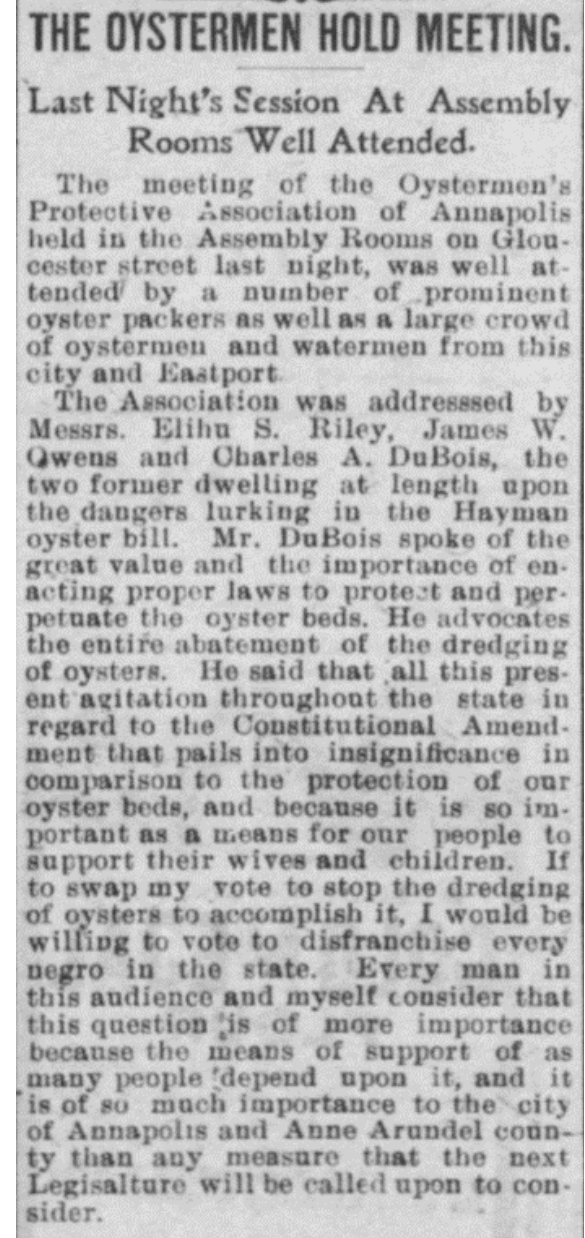 THE OYSTERMEN HOLD MEETING.
Last Night's Session At Assembly
Rooms Well Attended.
The meeting of the Oystermen's
Protective Association of Annapolis
held in the Assembly Rooms on Glou-
cester street last night, was well at-
tended by a number of prominent
oyster packers as well as a large crowd
of oystermen and watermen from this
city and Eastport.
The Association was addresssed by
Messrs. Elihu S. Riley, James W.
Owens and Charles A. DuBois, the
two former dwelling at length upon
the dangers lurking in the Hayman
oyster bill. Mr. DuBois spoke of the
great value and the importance of en-
acting proper laws to protect and per-
petuate the oyster beds. He advocates
the entire abatement of the dredging
of oysters. He said that all this pres-
ent agitation throughout the state in
regard to the Constitutional Amend-
ment that pails into insignificance in
comparison to the protection of our
oyster beds, and because it is so im-
portant as a means for our people to
support their wives and children. If
to swap my vote to stop the dredging
of oysters to accomplish it, I would be
willing to vote to disfranchise every
negro in the state. Every man in
this audience and myself consider that
this question is of more importance
because the means of support of as
many people depend upon it, and it
is of so much importance to the city
of Annapolis and Anne Arundel coun-
ty than any measure that the next
Legisalture will be called upon to con-
sider.